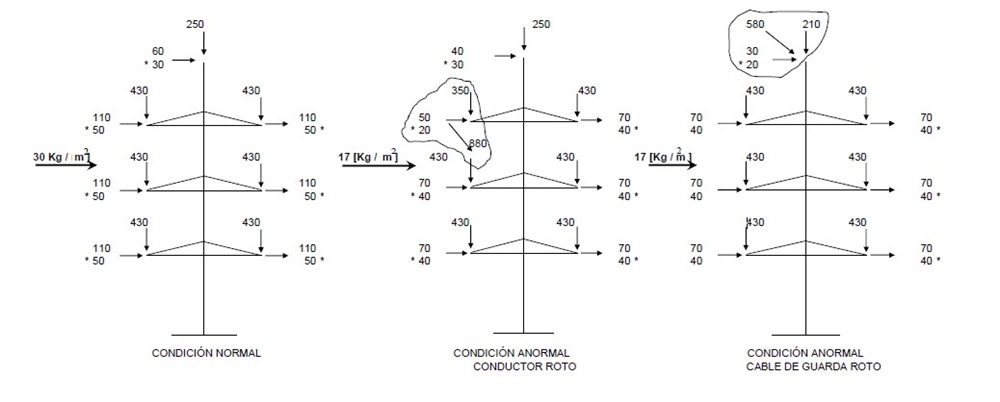 250 250 580 210
60 40 30
* 30 * 30 * 20
430 430 350 430 430 430
110 110 50 70 70 70
* 50 50 * * 20 40 * 40 40 *
880
30 Kg / m²] 17 [Kg / m²] 17 [Kg / m²]
430 430 430 430 430 430
110 110 70 70 70 70
* 50 50 * * 40 40 * 40 40 *
430 430 430 430 430 430
110 110 70 70 70 70
* 50 50 * * 40 40 * 40 40 *
CONDICIÓN NORMAL CONDICIÓN ANORMAL CONDICIÓN ANORMAL
CONDUCTOR ROTO CABLE DE GUARDA ROTO